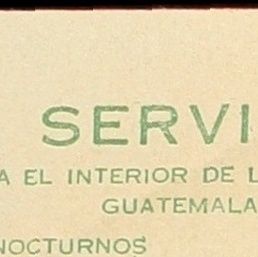 SERVI
A EL INTERIOR DE L
GUATEMALA
NOCTURNOS